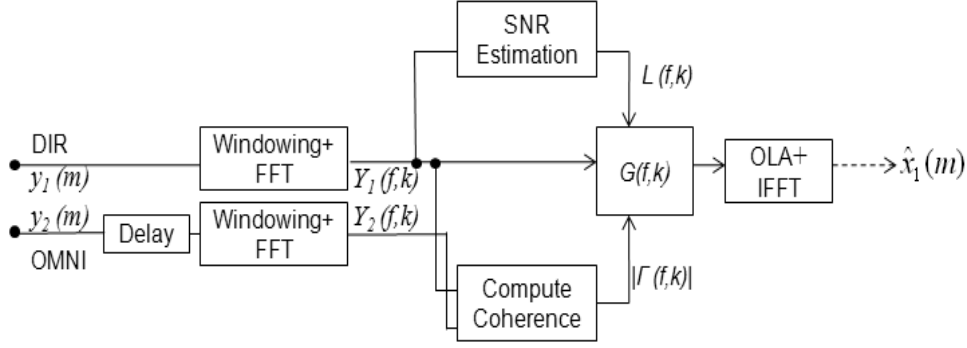 SNR
Estimation
L (f,k)
DIR
y₁(m)
Windowing+
FFT
Y₁(f,k)
G(f,k)
OLA+
IFFT
x̂₁(m)
y₂(m)
OMNI
Delay
Windowing+
FFT
Y₂(f,k)
Compute
Coherence
|Γ(f,k)|